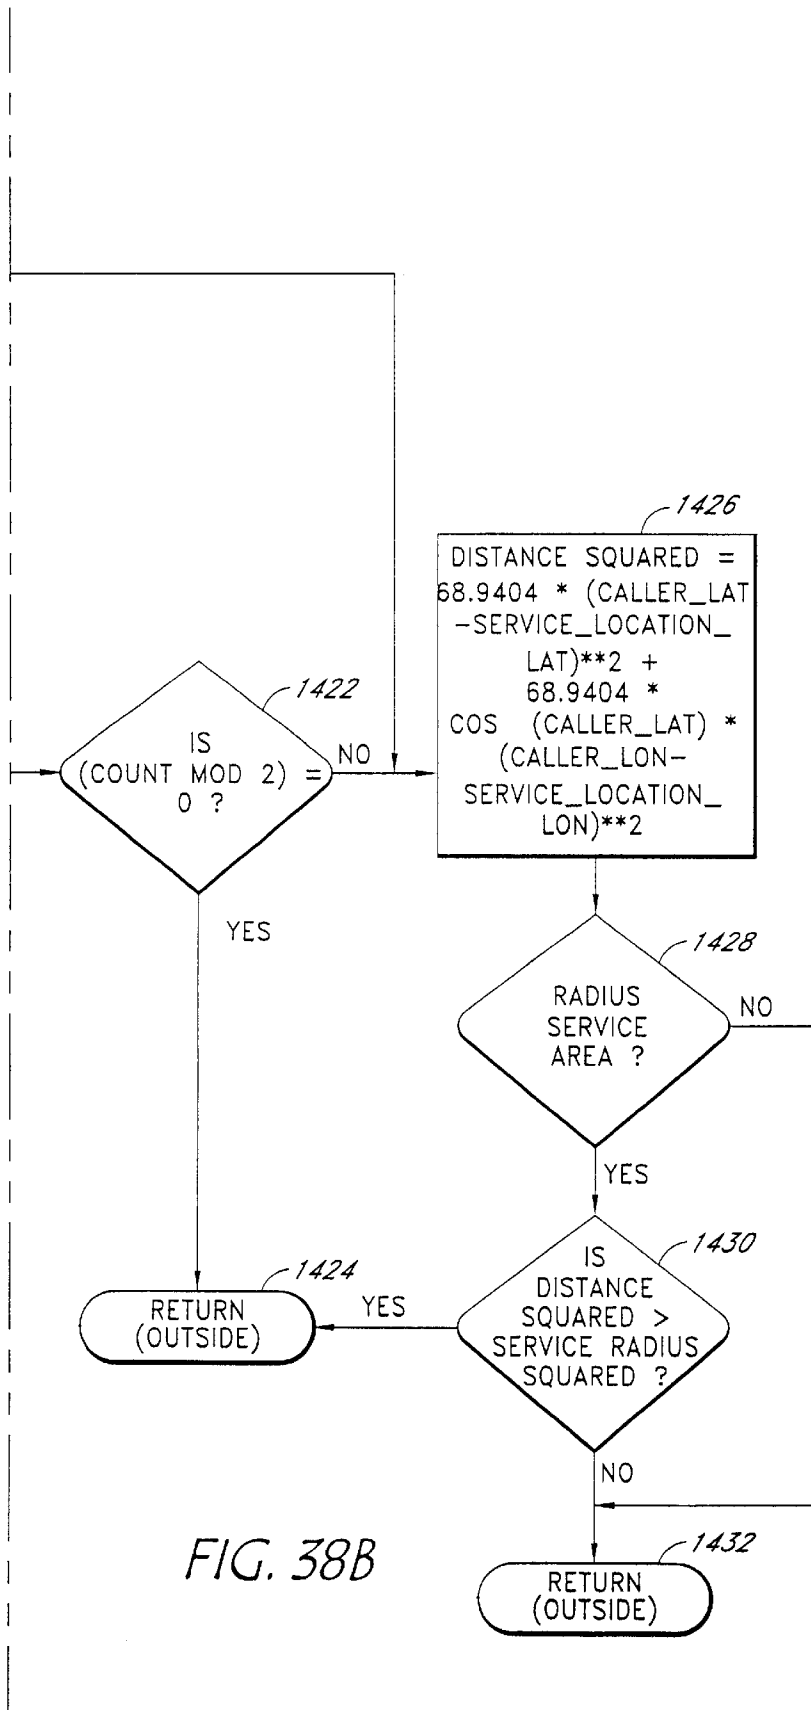 1426
DISTANCE SQUARED =
68.9404 * (CALLER_LAT
-SERVICE_LOCATION_
LAT)**2 +
68.9404 *
COS (CALLER_LAT) *
(CALLER_LON-
SERVICE_LOCATION_
LON)**2
1422
IS
(COUNT MOD 2) =
0 ?
NO
YES
1428
RADIUS
SERVICE
AREA ?
NO
YES
1430
IS
DISTANCE
SQUARED >
SERVICE RADIUS
SQUARED ?
YES
1424
RETURN
(OUTSIDE)
NO
1432
RETURN
(OUTSIDE)
FIG. 38B